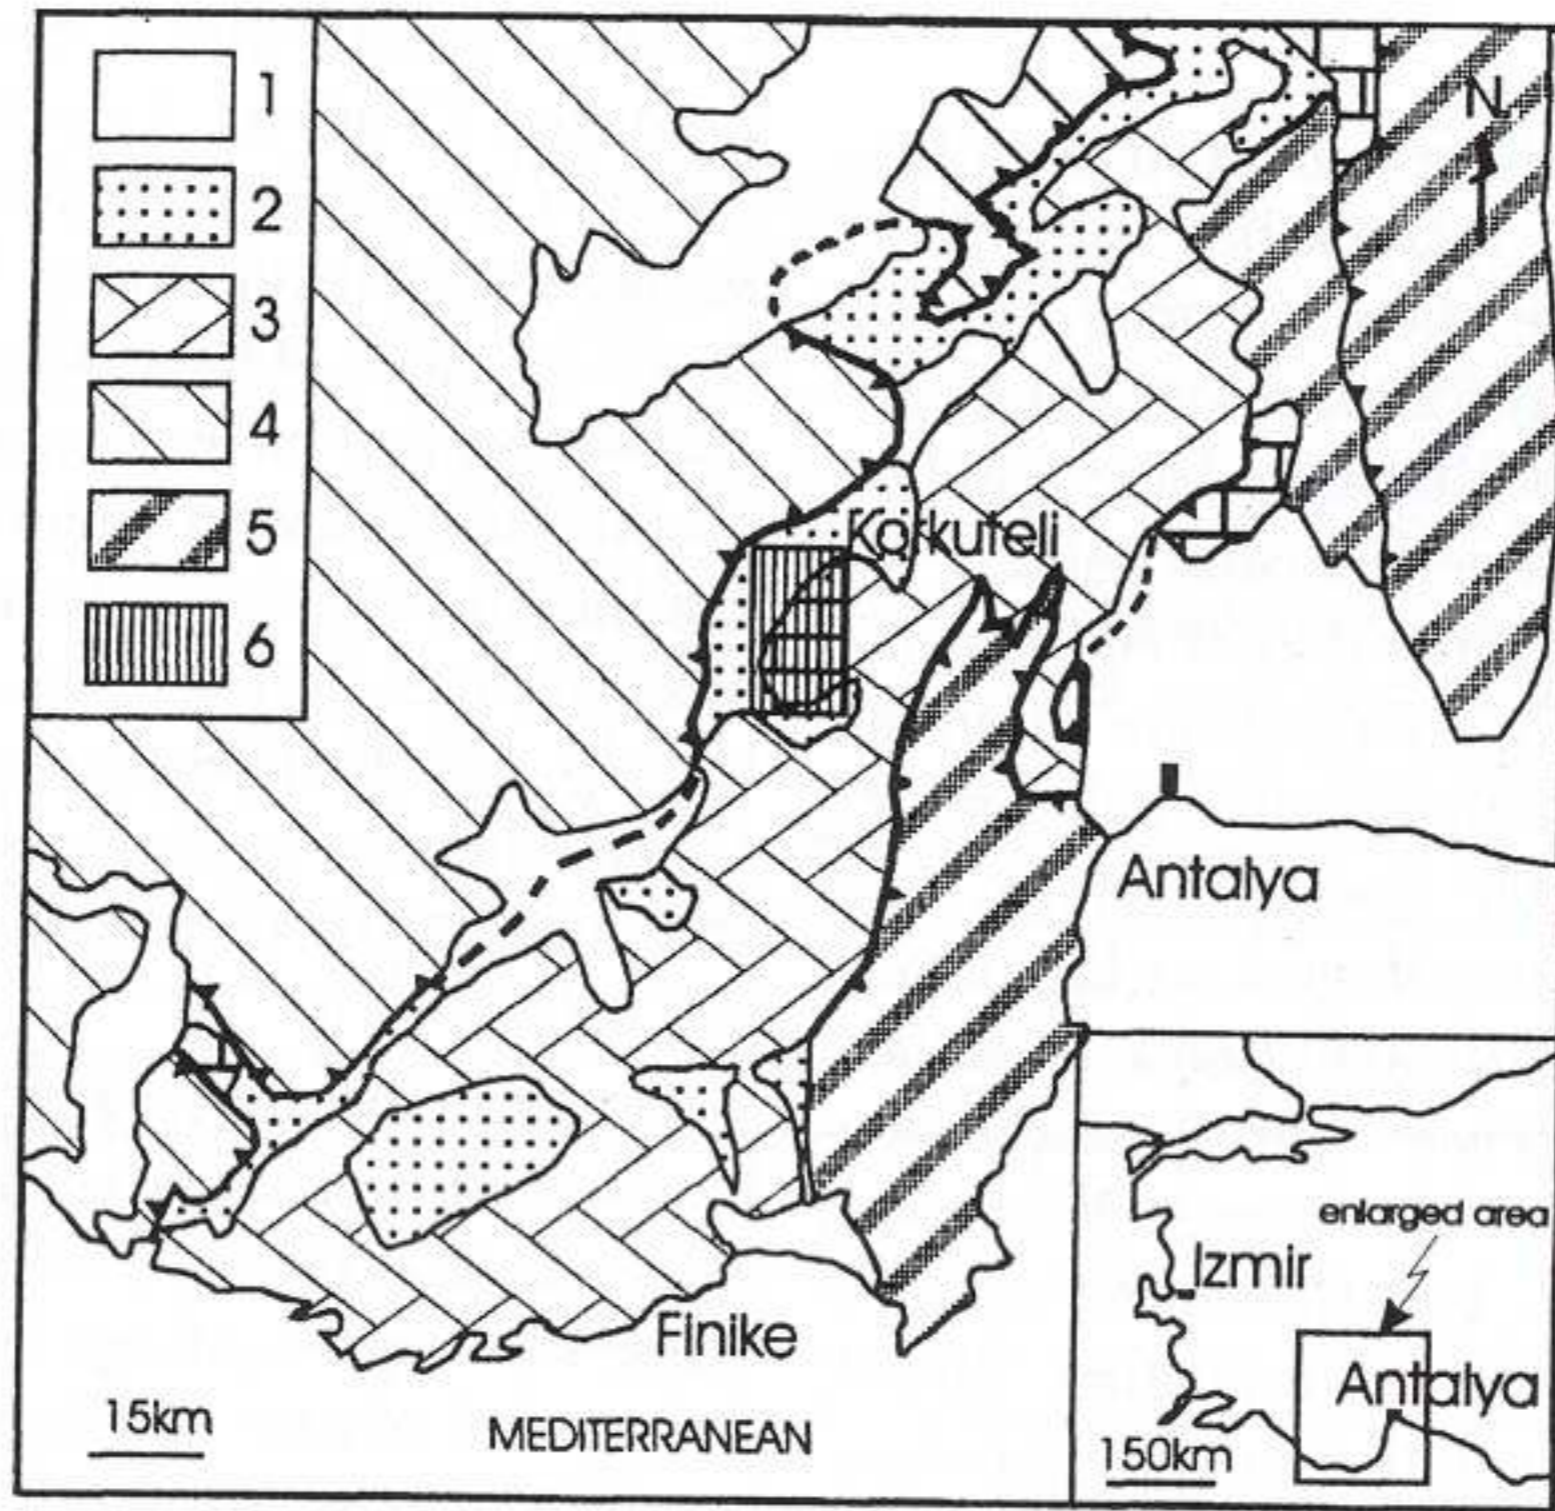 1
2
3
4
5
6
N
Korkuteli
Antalya
Finike
15km
MEDITERRANEAN
enlarged area
Izmir
Antalya
150km